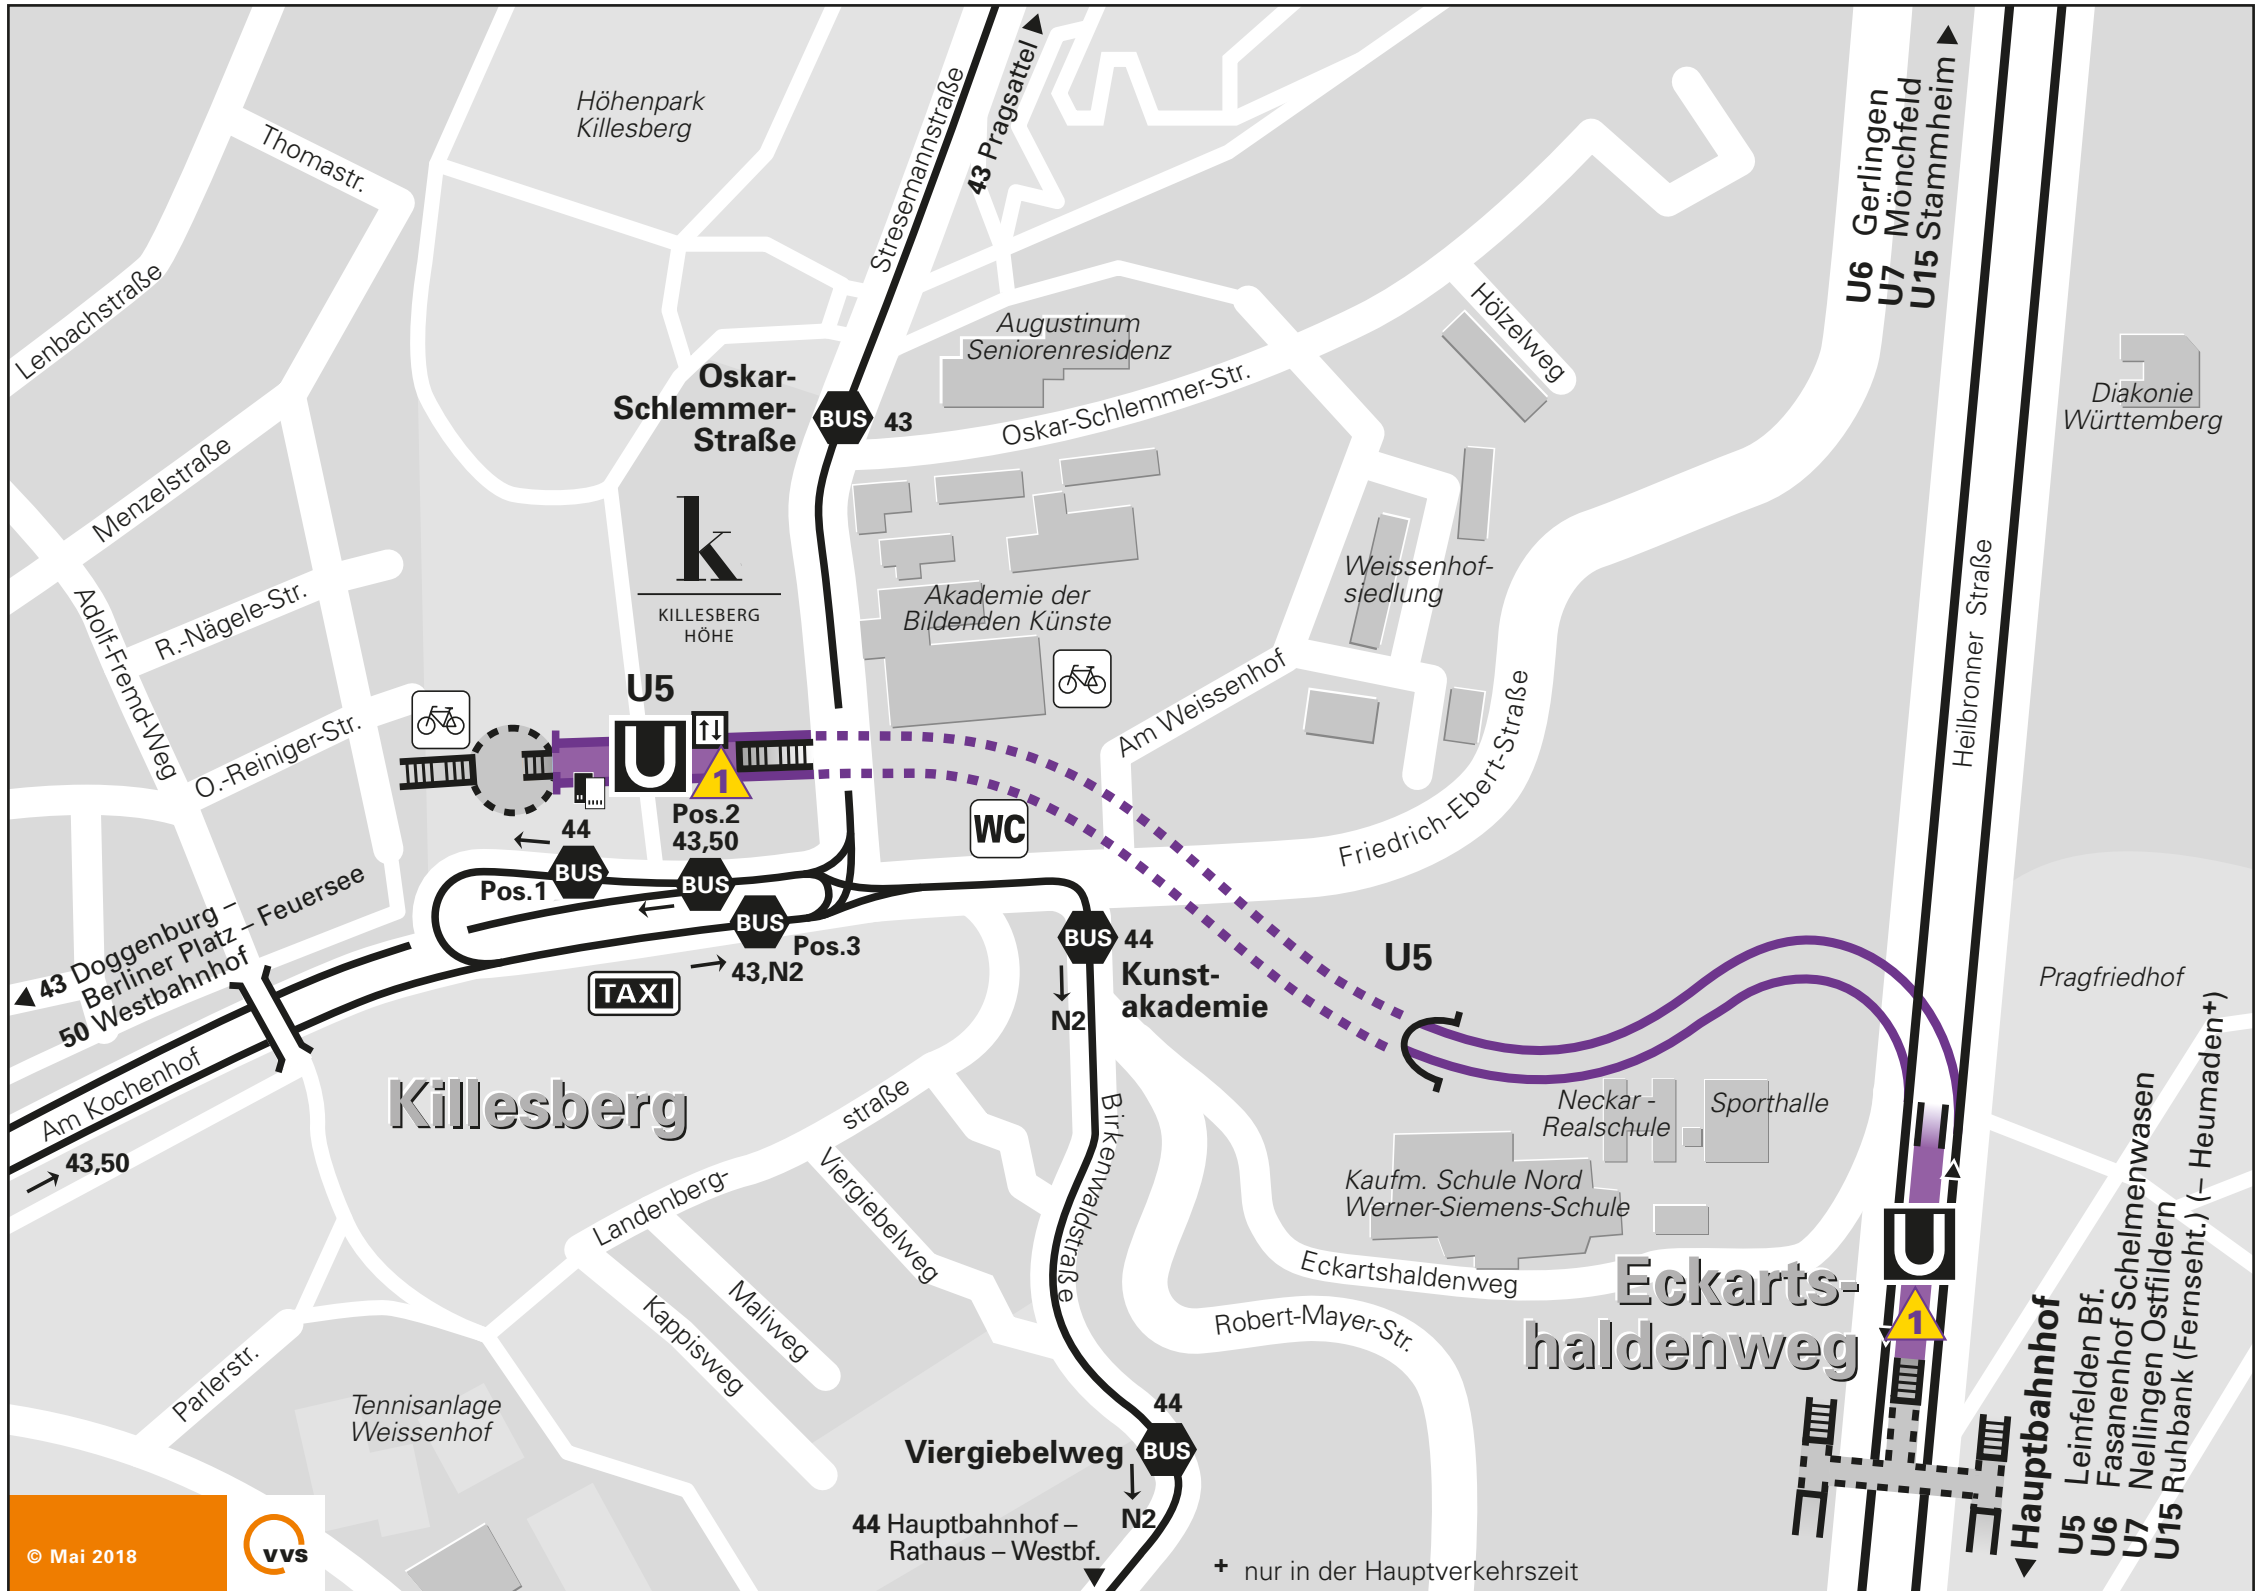 Höhenpark
Killesberg
Thomastr.
Lenbachstraße
Menzelstraße
Stresemannstraße
43 Pragsattel
U6 Gerlingen
U7 Mönchfeld
U15 Stammheim
Augustinum
Seniorenresidenz
Hölzelweg
Oskar-
Schlemmer-
Straße
BUS
43
Oskar-Schlemmer-Str.
Diakonie
Württemberg
k
KILLESBERG
HÖHE
Akademie der
Bildenden Künste
Weissenhof-
siedlung
Heilbronner Straße
Adolf-Fremd-Weg
R.-Nägele-Str.
O.-Reiniger-Str.
U5
U
1
Am Weissenhof
Friedrich-Ebert-Straße
WC
44
BUS
Pos.1
Pos.2
43,50
BUS
BUS
Pos.3
43,N2
TAXI
43 Doggenburg –
Berliner Platz – Feuersee
50 Westbahnhof
Am Kochenhof
43,50
BUS
44
Kunst-
akademie
N2
U5
Pragfriedhof
Killesberg
Landenberg-
straße
Viergiebelweg
Birkenwaldstraße
Neckar -
Realschule
Sporthalle
Kaufm. Schule Nord
Werner-Siemens-Schule
Eckartshaldenweg
Robert-Mayer-Str.
Eckarts-
haldenweg
U
1
Maliweg
Kappisweg
Parlerstr.
Tennisanlage
Weissenhof
44
Viergiebelweg
BUS
N2
44 Hauptbahnhof –
Rathaus – Westbf.
Hauptbahnhof
U5 Leinfelden Bf.
U6 Fasanenhof Schelmenwasen
U7 Nellingen Ostfildern
U15 Ruhbank (Fernseht.) (– Heumaden+)
+ nur in der Hauptverkehrszeit
© Mai 2018
vvs